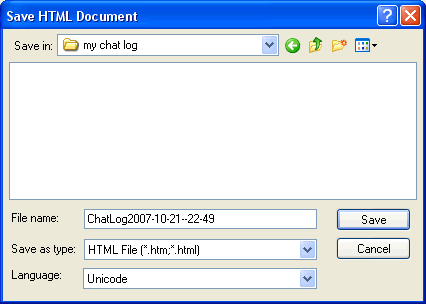 Save HTML Document
Save in: my chat log
File name: ChatLog2007-10-21--22-49 Save
Save as type: HTML File (*.htm;*.html) Cancel
Language: Unicode